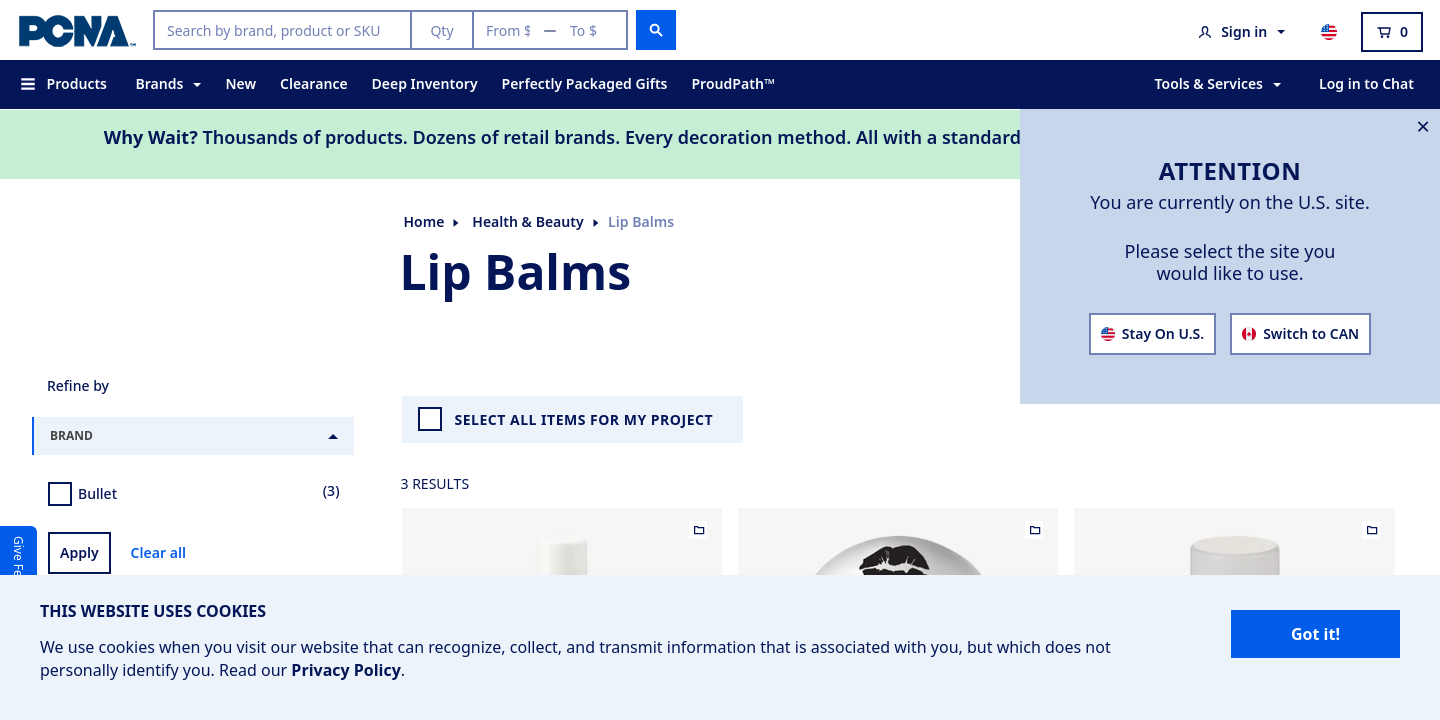 PCNA™
Search by brand, product or SKU
Qty
From $
To $
Sign in
0
Products
Brands
New
Clearance
Deep Inventory
Perfectly Packaged Gifts
ProudPath™
Tools & Services
Log in to Chat
Why Wait? Thousands of products. Dozens of retail brands. Every decoration method. All with a standard
ATTENTION
You are currently on the U.S. site.
Please select the site you
would like to use.
Stay On U.S.
Switch to CAN
Home
Health & Beauty
Lip Balms
Lip Balms
Refine by
BRAND
Bullet
(3)
Apply
Clear all
SELECT ALL ITEMS FOR MY PROJECT
3 RESULTS
Give
THIS WEBSITE USES COOKIES
We use cookies when you visit our website that can recognize, collect, and transmit information that is associated with you, but which does not
personally identify you. Read our Privacy Policy.
Got it!